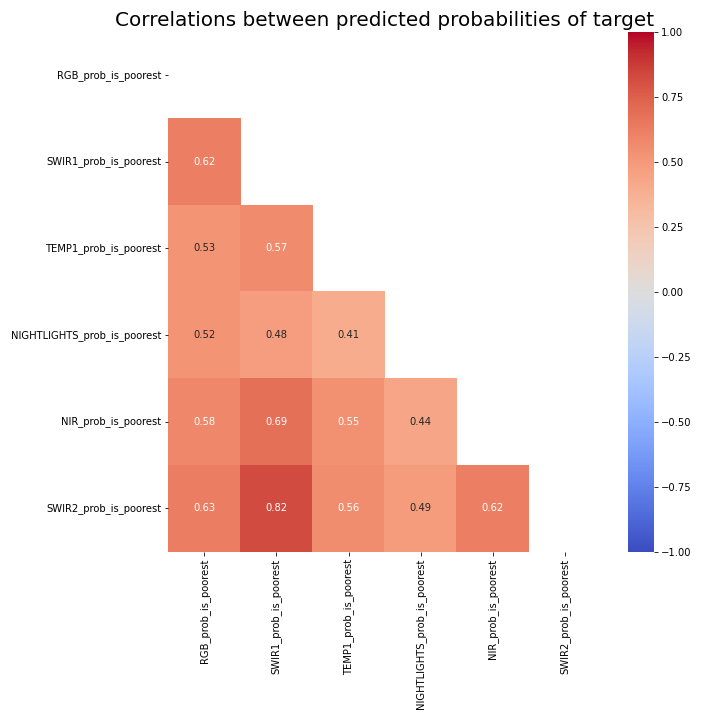 Correlations between predicted probabilities of target
RGB_prob_is_poorest
SWIR1_prob_is_poorest
0.62
TEMP1_prob_is_poorest
0.53 0.57
NIGHTLIGHTS_prob_is_poorest
0.52 0.48 0.41
NIR_prob_is_poorest
0.58 0.69 0.55 0.44
SWIR2_prob_is_poorest
0.63 0.82 0.56 0.49 0.62
RGB_prob_is_poorest
SWIR1_prob_is_poorest
TEMP1_prob_is_poorest
NIGHTLIGHTS_prob_is_poorest
NIR_prob_is_poorest
SWIR2_prob_is_poorest
1.00
0.75
0.50
0.25
0.00
−0.25
−0.50
−0.75
−1.00